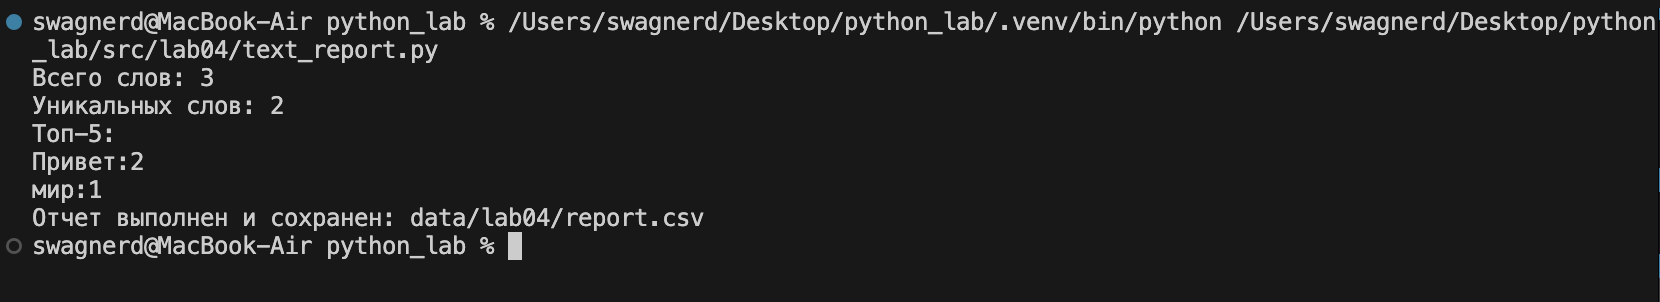 swagnerd@MacBook-Air python_lab % /Users/swagnerd/Desktop/python_lab/.venv/bin/python /Users/swagnerd/Desktop/python
_lab/src/lab04/text_report.py
Всего слов: 3
Уникальных слов: 2
Топ-5:
Привет:2
мир:1
Отчет выполнен и сохранен: data/lab04/report.csv
swagnerd@MacBook-Air python_lab %